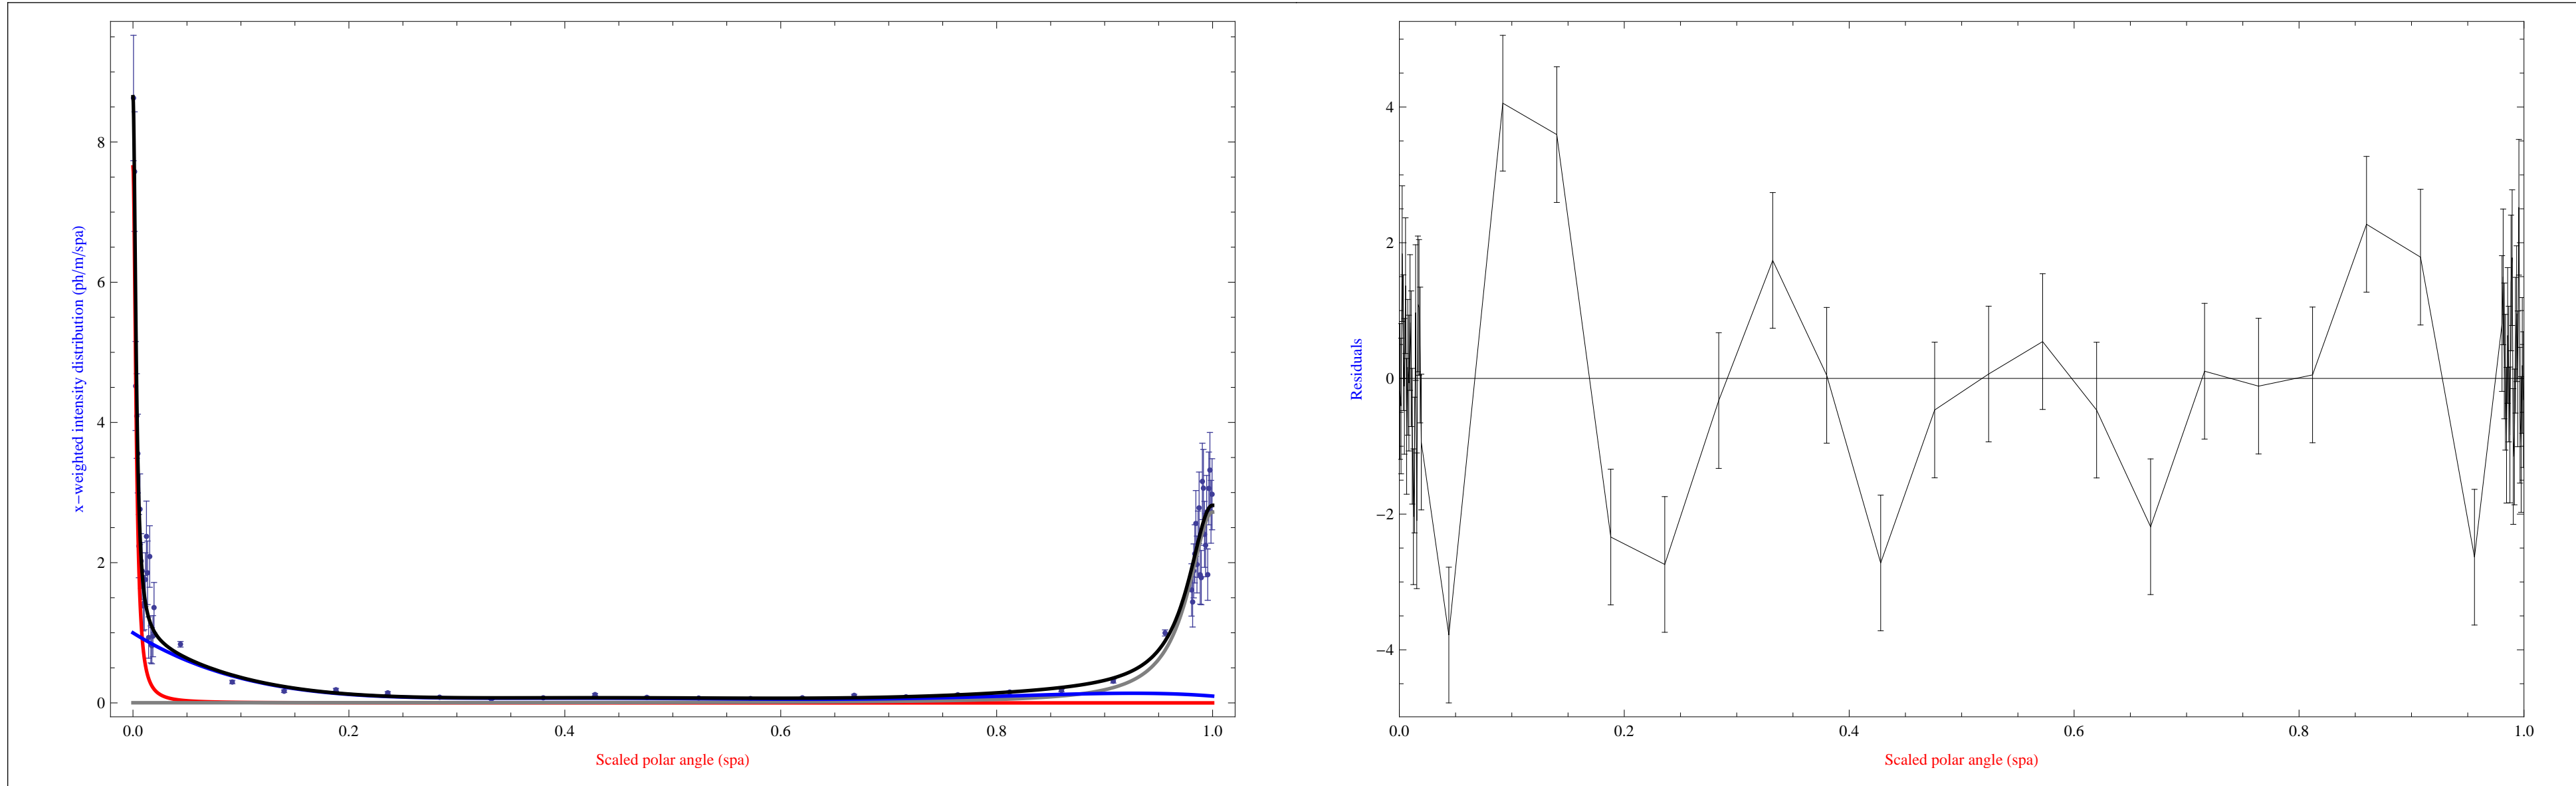 x-weighted intensity distribution (ph/m/spa)
8
6
4
2
0
0.0 0.2 0.4 0.6 0.8 1.0
Scaled polar angle (spa)
Residuals
4
2
0
−2
−4
0.0 0.2 0.4 0.6 0.8 1.0
Scaled polar angle (spa)